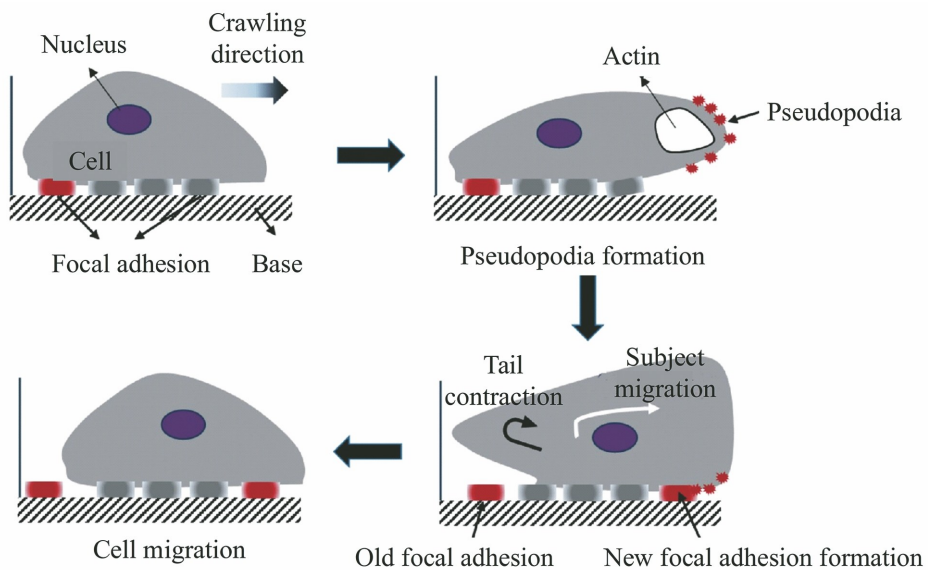 Crawling
direction
Nucleus
Cell
Focal adhesion
Base
Actin
Pseudopodia
Pseudopodia formation
Tail
contraction
Subject
migration
Old focal adhesion
New focal adhesion formation
Cell migration